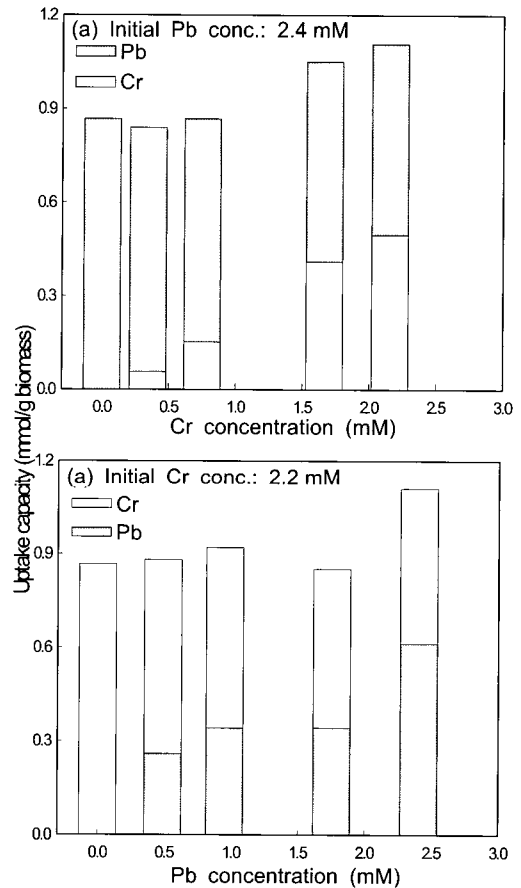 (a) Initial Pb conc.: 2.4 mM
Pb
Cr
1.2
0.9
0.6
0.3
0.0
0.0 0.5 1.0 1.5 2.0 2.5 3.0
Cr concentration (mM)
Uptake capacity (mmol/g biomass)
(a) Initial Cr conc.: 2.2 mM
Cr
Pb
1.2
0.9
0.6
0.3
0.0
0.0 0.5 1.0 1.5 2.0 2.5 3.0
Pb concentration (mM)